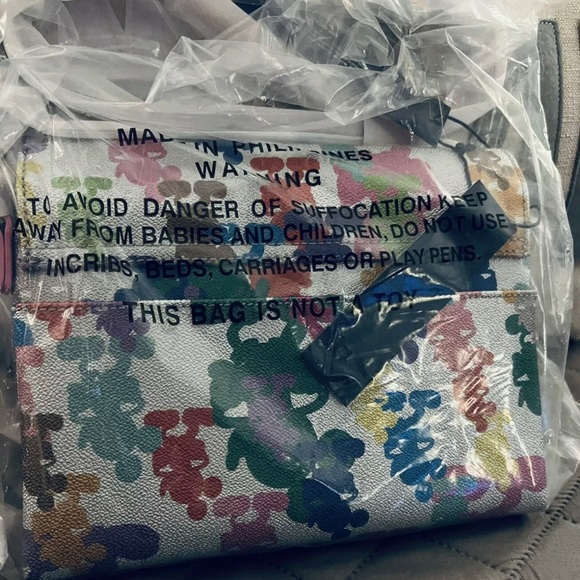 MADE IN PHILIPPINES
WARNING
TO AVOID DANGER OF SUFFOCATION KEEP
AWAY FROM BABIES AND CHILDREN, DO NOT USE
IN CRIBS, BEDS, CARRIAGES OR PLAY PENS.
THIS BAG IS NOT A TOY